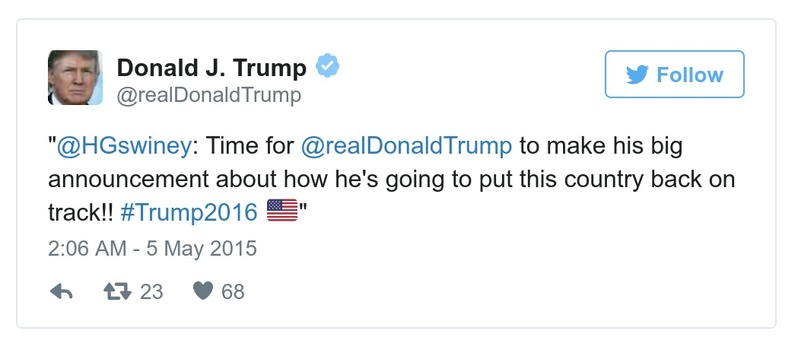 Donald J. Trump
@realDonaldTrump
Follow
"@HGswiney: Time for @realDonaldTrump to make his big
announcement about how he's going to put this country back on
track!! #Trump2016 🇺🇸"
2:06 AM - 5 May 2015
23 68